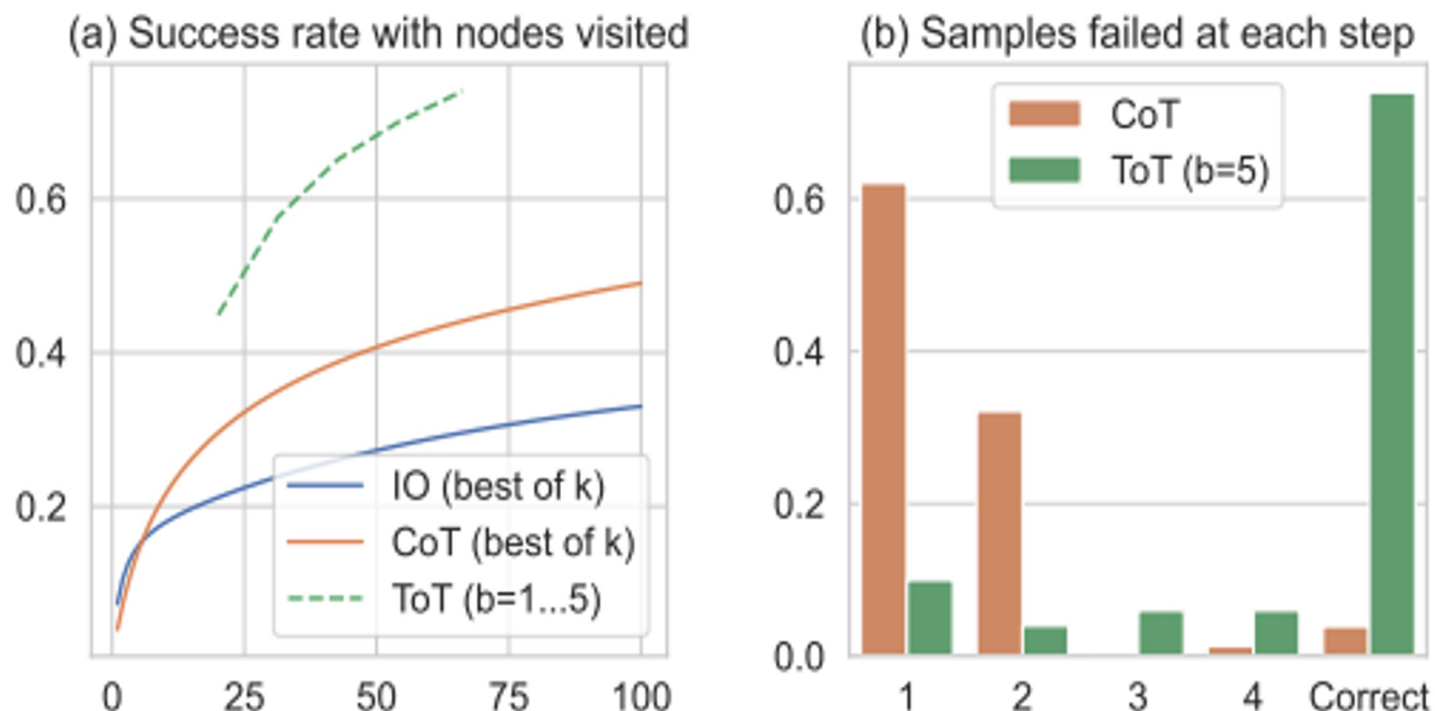 (a) Success rate with nodes visited
0.6
0.4
0.2
IO (best of k)
CoT (best of k)
ToT (b=1...5)
0 25 50 75 100
(b) Samples failed at each step
CoT
ToT (b=5)
0.6
0.4
0.2
0.0
1 2 3 4 Correct